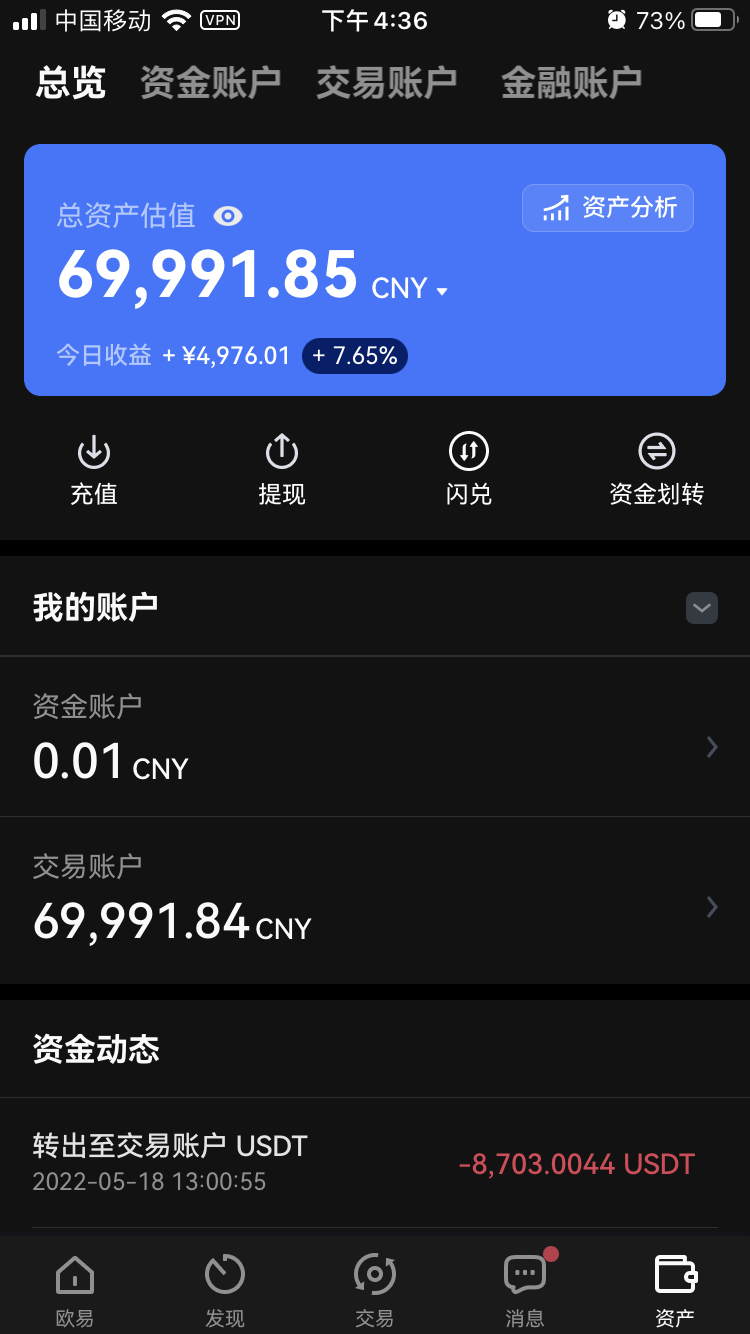 中国移动 VPN 下午4:36 73%
总览 资金账户 交易账户 金融账户
总资产估值 资产分析
69,991.85 CNY
今日收益 + ¥4,976.01 + 7.65%
充值 提现 闪兑 资金划转
我的账户
资金账户
0.01 CNY
交易账户
69,991.84 CNY
资金动态
转出至交易账户 USDT
-8,703.0044 USDT
2022-05-18 13:00:55
欧易 发现 交易 消息 资产